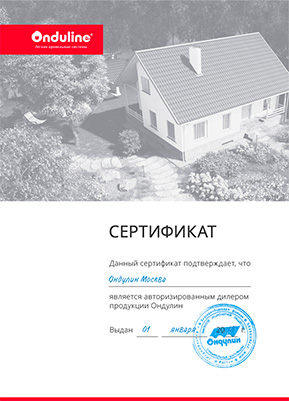 Onduline®
Легкие кровельные системы
СЕРТИФИКАТ
Данный сертификат подтверждает, что
Ондулин Москва
является авторизированным дилером
продукции Ондулин
Выдан 01 января
Ондулин